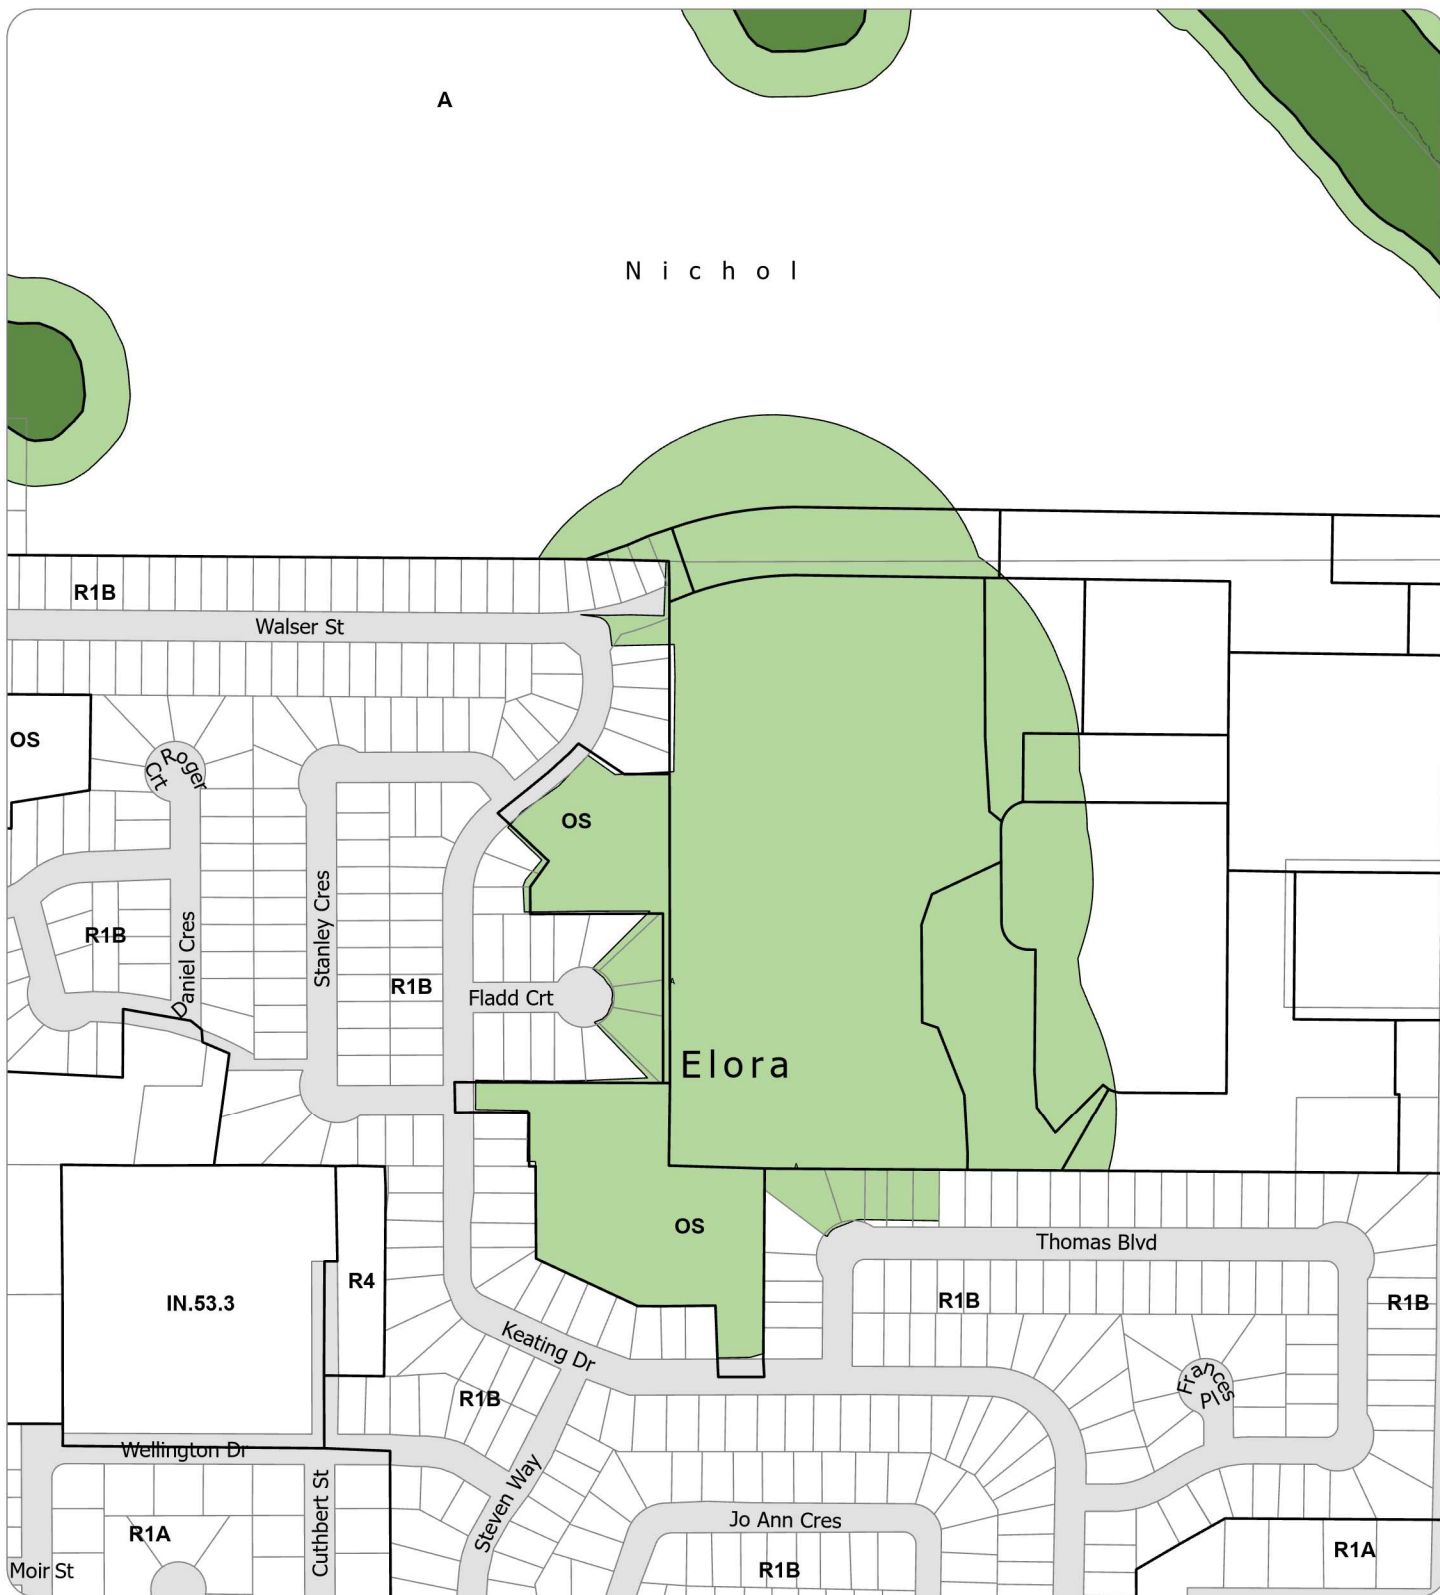 A
Nichol
R1B
Walser St
OS
Roger
Crt
OS
Stanley Cres
Daniel Cres
R1B
R1B
Fladd Crt
A
Elora
A
OS
Thomas Blvd
R4
IN.53.3
R1B
R1B
Keating Dr
Frances
Pl
R1B
Wellington Dr
Steven Way
Cuthbert St
Jo Ann Cres
R1A
R1A
Moir St
R1B